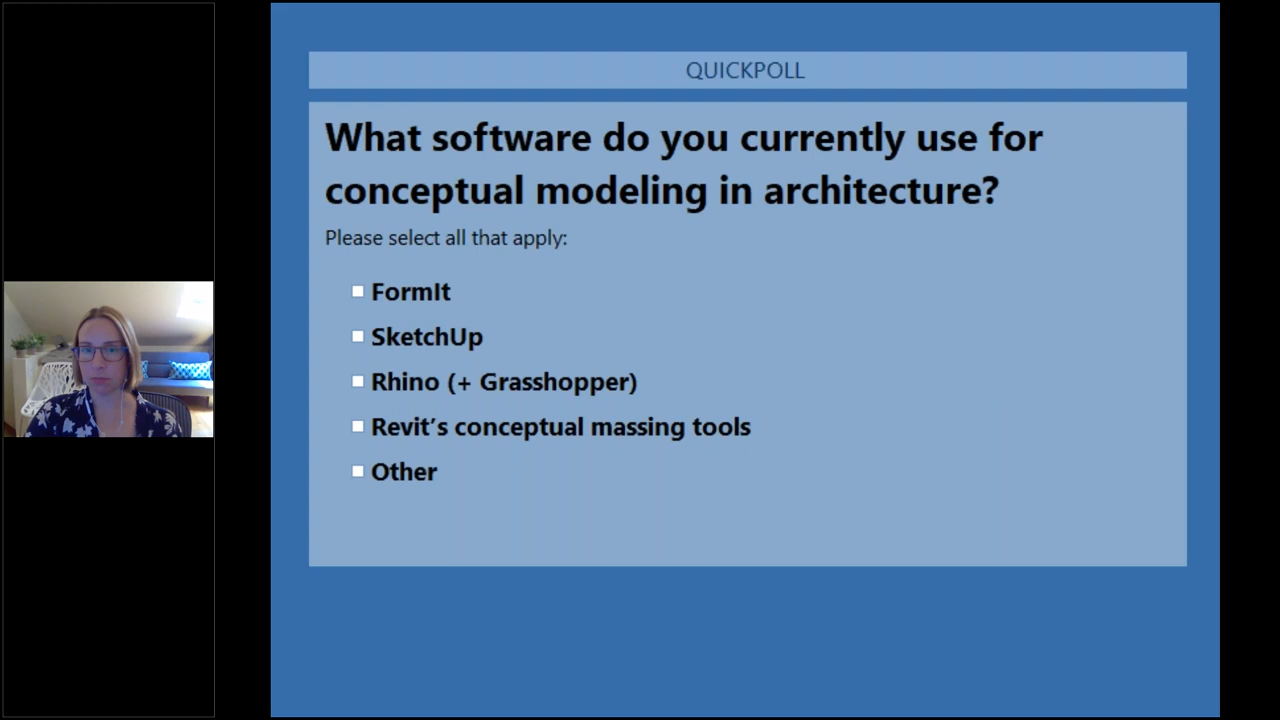 QUICKPOLL
What software do you currently use for
conceptual modeling in architecture?
Please select all that apply:
FormIt
SketchUp
Rhino (+ Grasshopper)
Revit’s conceptual massing tools
Other